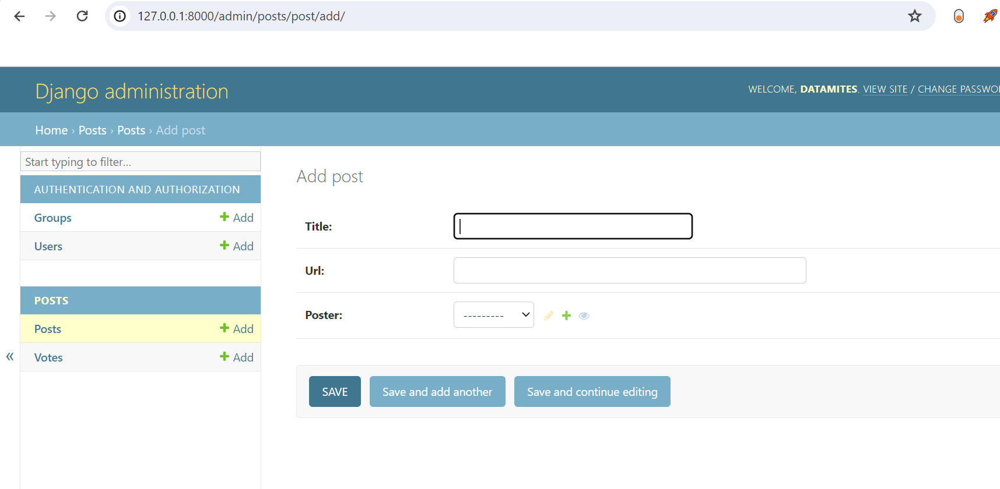 127.0.0.1:8000/admin/posts/post/add/
Django administration
WELCOME, DATAMITES. VIEW SITE / CHANGE
Home › Posts › Posts › Add post
Start typing to filter...
AUTHENTICATION AND AUTHORIZATION
Groups + Add
Users + Add
POSTS
Posts + Add
Votes + Add
«
Add post
Title:
Url:
Poster: ---------
SAVE Save and add another Save and continue editing